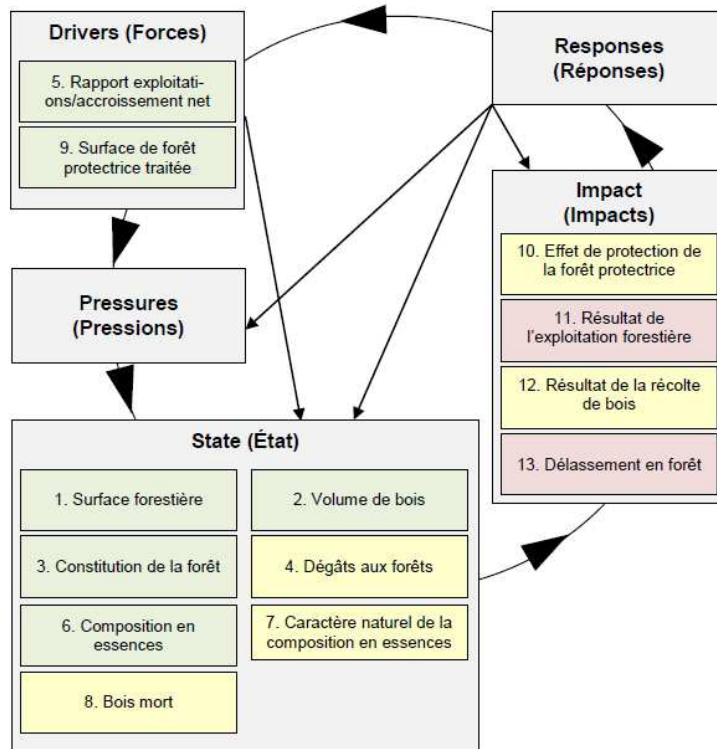 Drivers (Forces)
5. Rapport exploitati-
ons/accroissement net
9. Surface de forêt
protectrice traitée
Responses
(Réponses)
Impact
(Impacts)
10. Effet de protection de
la forêt protectrice
11. Résultat de
l'exploitation forestière
12. Résultat de la récolte
de bois
13. Délassement en forêt
Pressures
(Pressions)
State (État)
1. Surface forestière
2. Volume de bois
3. Constitution de la forêt
4. Dégâts aux forêts
6. Composition en
essences
7. Caractère naturel de la
composition en essences
8. Bois mort